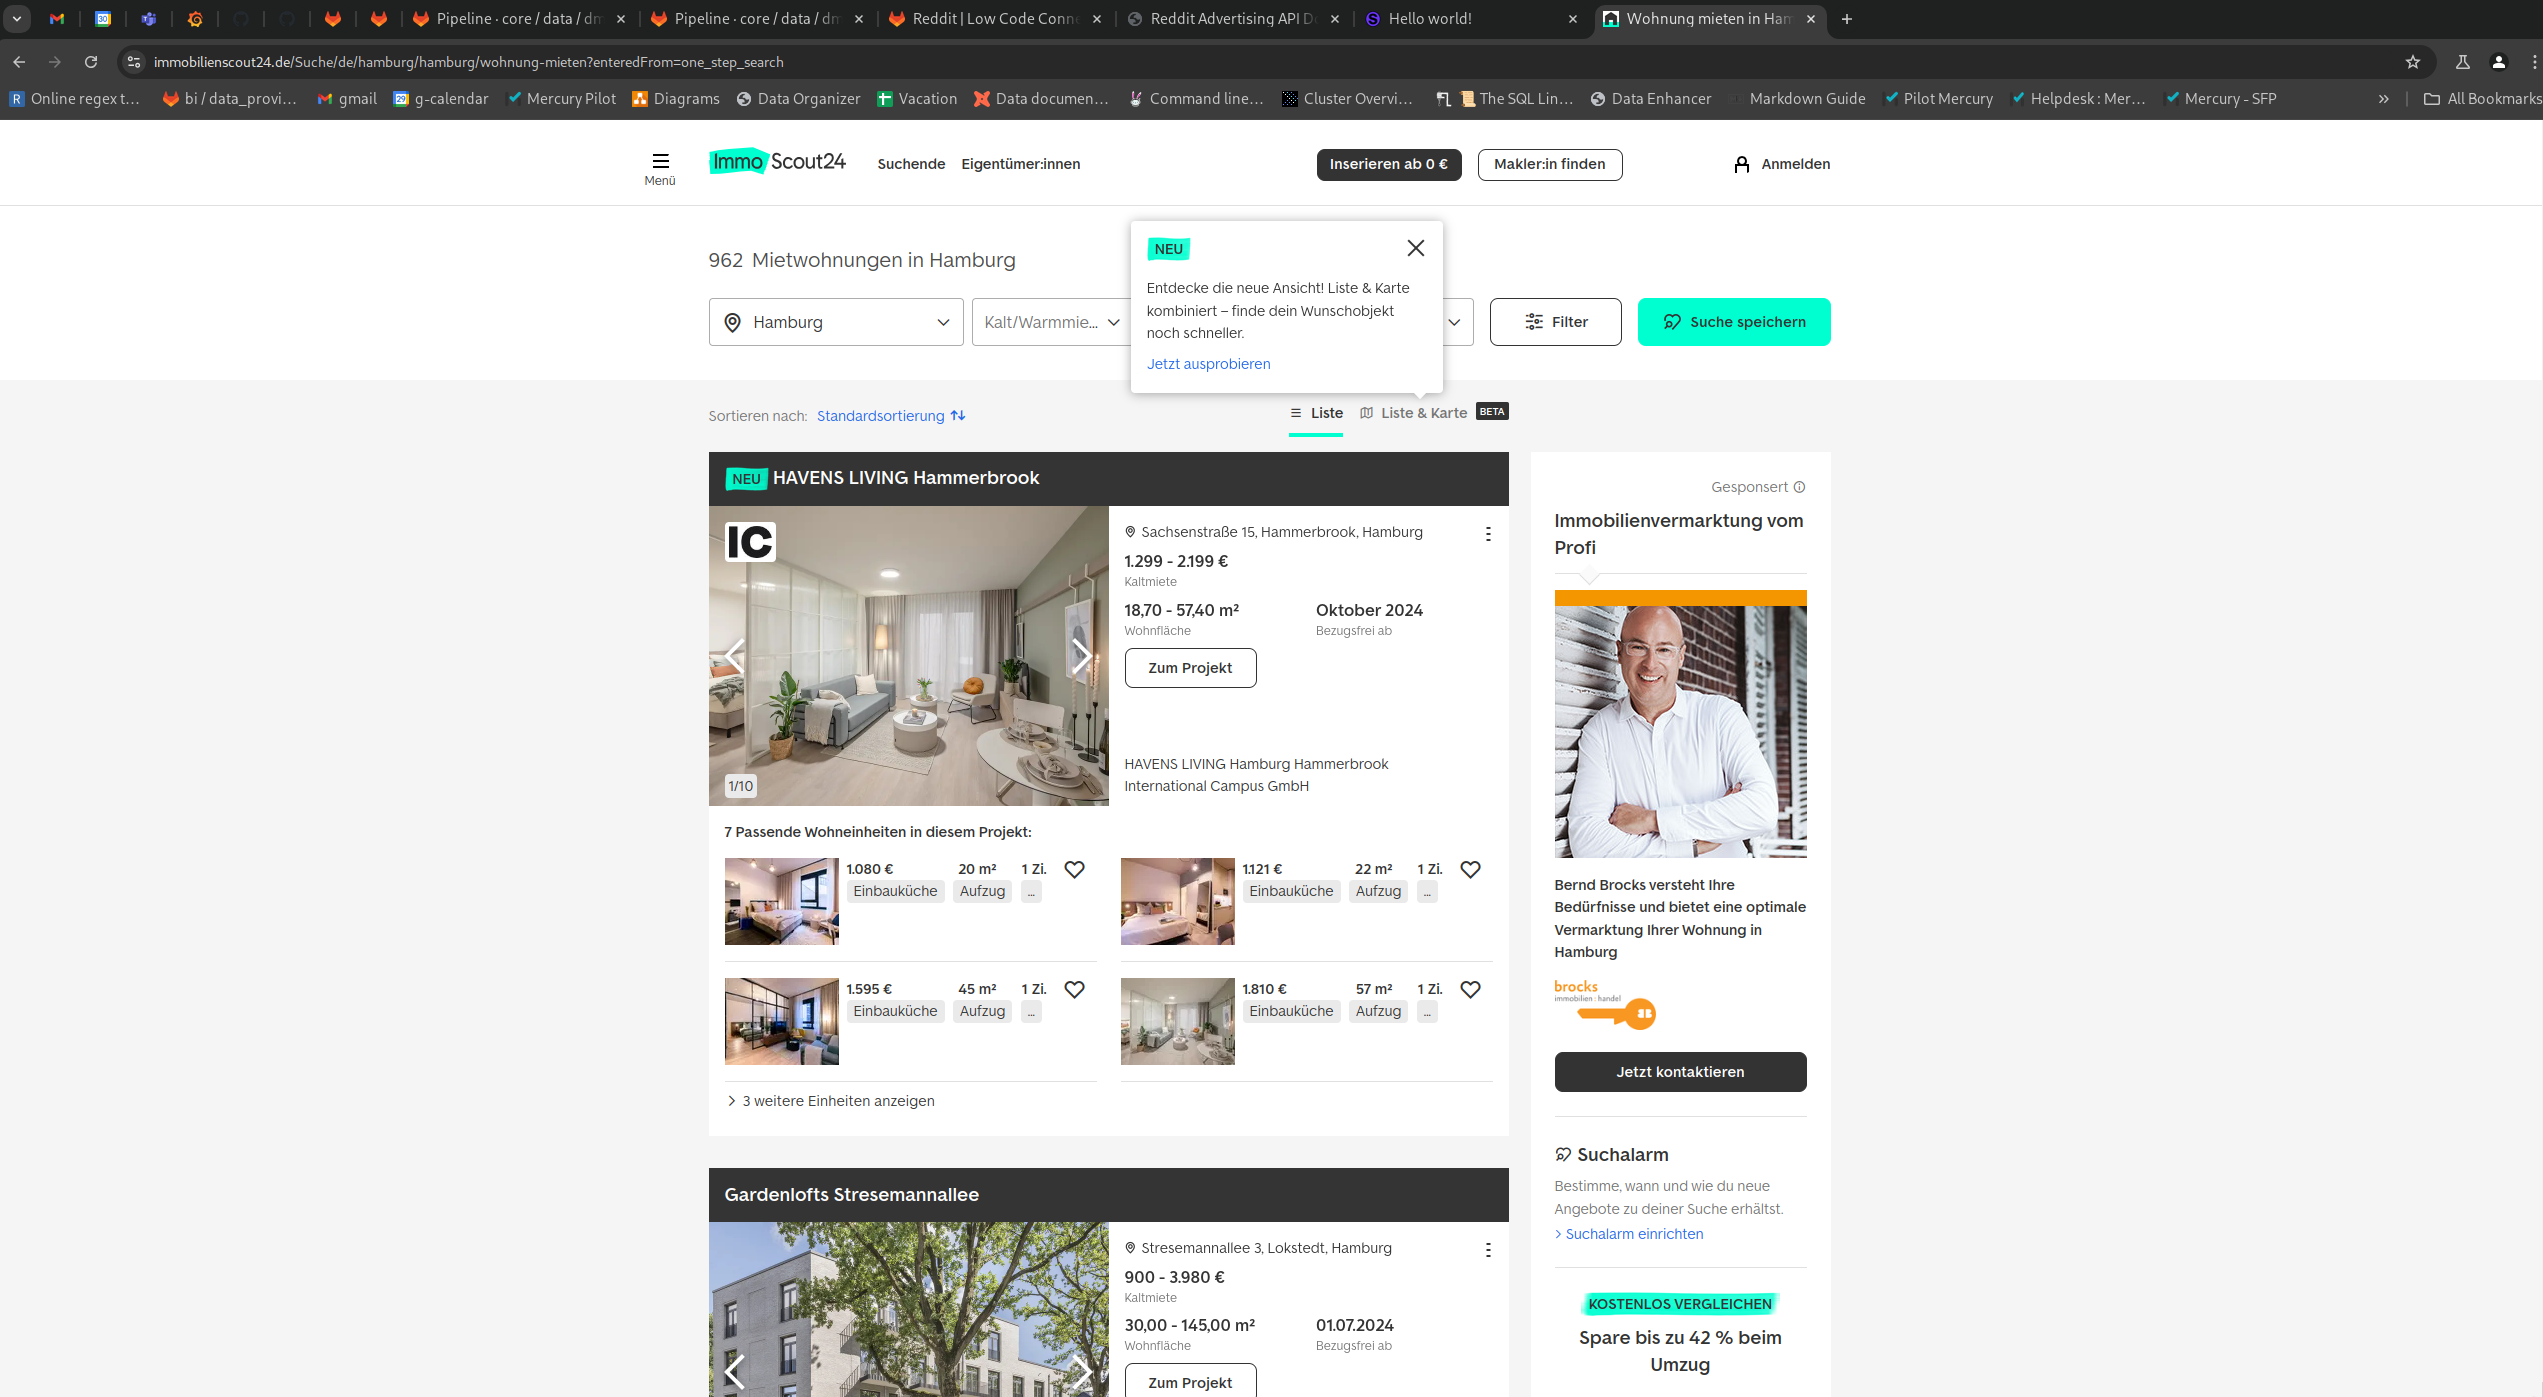 Pipeline · core / data / dm
Pipeline · core / data / dm
Reddit | Low Code Conne
Reddit Advertising API Do
Hello world!
Wohnung mieten in Ham
immobilienscout24.de/Suche/de/hamburg/hamburg/wohnung-mieten?enteredFrom=one_step_search
Online regex t...
bi / data_provi...
gmail
g-calendar
Mercury Pilot
Diagrams
Data Organizer
Vacation
Data documen...
Command line...
Cluster Overvi...
The SQL Lin...
Data Enhancer
Markdown Guide
Pilot Mercury
Helpdesk : Mer...
Mercury - SFP
All Bookmarks
Menü
ImmoScout24
Suchende
Eigentümer:innen
Inserieren ab 0 €
Makler:in finden
Anmelden
962 Mietwohnungen in Hamburg
NEU
Entdecke die neue Ansicht! Liste & Karte
kombiniert – finde dein Wunschobjekt
noch schneller.
Jetzt ausprobieren
Hamburg
Kalt/Warmmie...
Filter
Suche speichern
Sortieren nach: Standardsortierung
Liste
Liste & Karte BETA
NEU HAVENS LIVING Hammerbrook
IC
1/10
Sachsenstraße 15, Hammerbrook, Hamburg
1.299 - 2.199 €
Kaltmiete
18,70 - 57,40 m² Oktober 2024
Wohnfläche Bezugsfrei ab
Zum Projekt
HAVENS LIVING Hamburg Hammerbrook
International Campus GmbH
7 Passende Wohneinheiten in diesem Projekt:
1.080 € 20 m² 1 Zi.
Einbauküche Aufzug ...
1.121 € 22 m² 1 Zi.
Einbauküche Aufzug ...
1.595 € 45 m² 1 Zi.
Einbauküche Aufzug ...
1.810 € 57 m² 1 Zi.
Einbauküche Aufzug ...
3 weitere Einheiten anzeigen
Gardenlofts Stresemannallee
Stresemannallee 3, Lokstedt, Hamburg
900 - 3.980 €
Kaltmiete
30,00 - 145,00 m² 01.07.2024
Wohnfläche Bezugsfrei ab
Zum Projekt
Gesponsert
Immobilienvermarktung vom
Profi
Bernd Brocks versteht Ihre
Bedürfnisse und bietet eine optimale
Vermarktung Ihrer Wohnung in
Hamburg
brocks
immobilien : handel
Jetzt kontaktieren
Suchalarm
Bestimme, wann und wie du neue
Angebote zu deiner Suche erhältst.
Suchalarm einrichten
KOSTENLOS VERGLEICHEN
Spare bis zu 42 % beim
Umzug